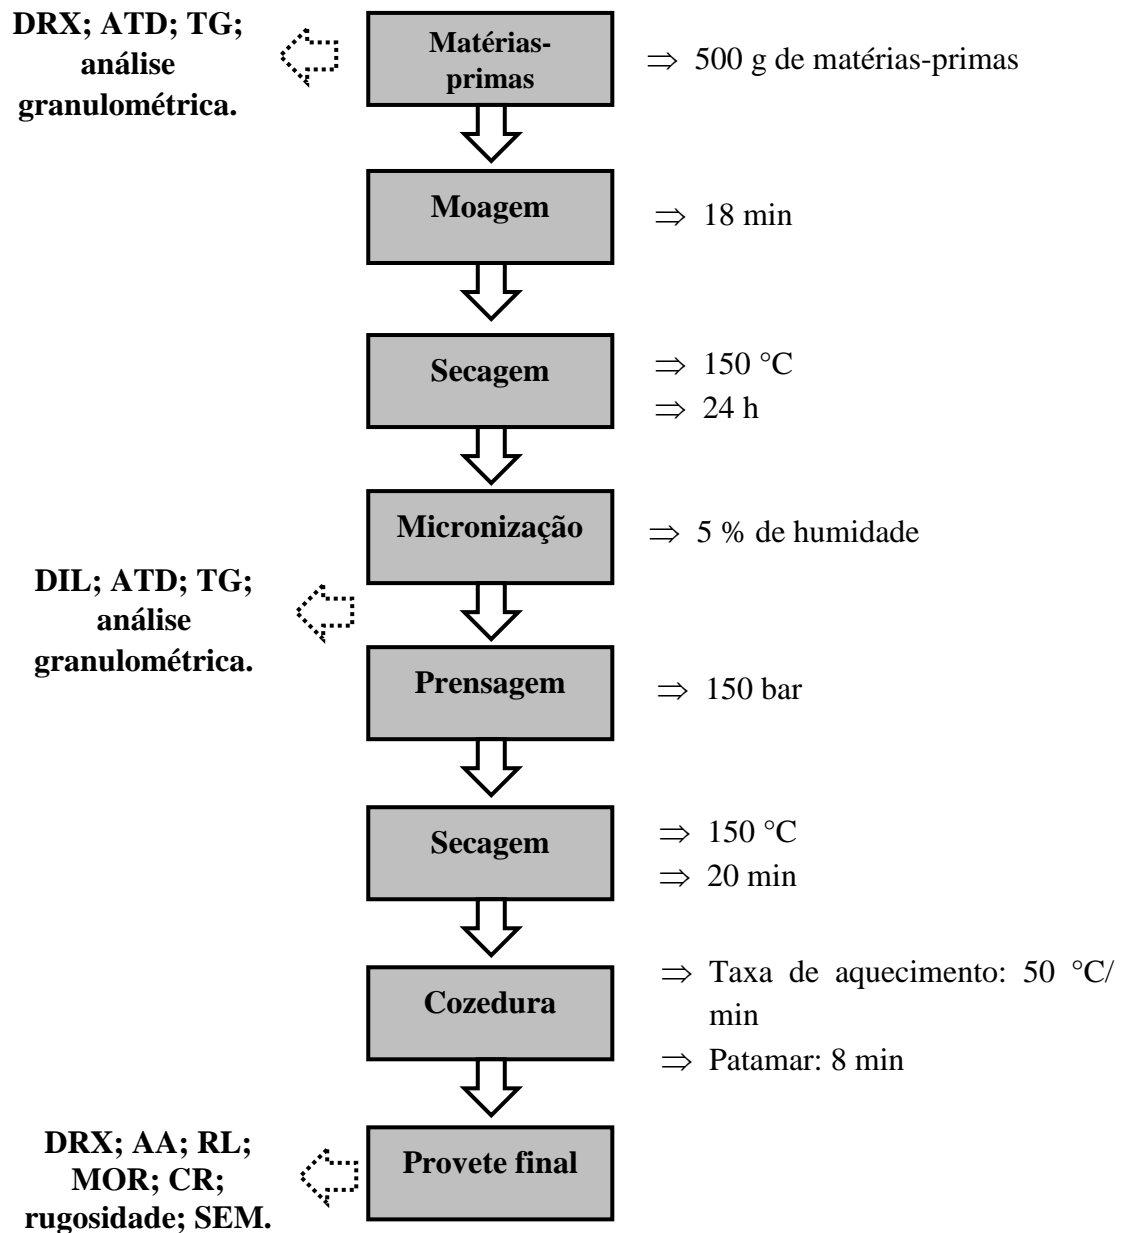 DRX; ATD; TG;
análise
granulométrica.
Matérias-
primas
⇒ 500 g de matérias-primas
Moagem
⇒ 18 min
Secagem
⇒ 150 °C
⇒ 24 h
Micronização
⇒ 5 % de humidade
DIL; ATD; TG;
análise
granulométrica.
Prensagem
⇒ 150 bar
Secagem
⇒ 150 °C
⇒ 20 min
Cozedura
⇒ Taxa de aquecimento: 50 °C/
min
⇒ Patamar: 8 min
DRX; AA; RL;
MOR; CR;
rugosidade; SEM.
Provete final